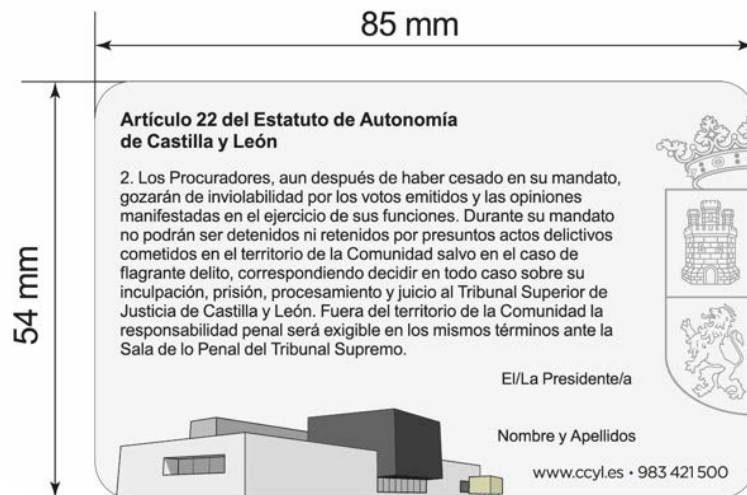 85 mm
54 mm
Artículo 22 del Estatuto de Autonomía
de Castilla y León
2. Los Procuradores, aun después de haber cesado en su mandato,
gozarán de inviolabilidad por los votos emitidos y las opiniones
manifestadas en el ejercicio de sus funciones. Durante su mandato
no podrán ser detenidos ni retenidos por presuntos actos delictivos
cometidos en el territorio de la Comunidad salvo en el caso de
flagrante delito, correspondiendo decidir en todo caso sobre su
inculpación, prisión, procesamiento y juicio al Tribunal Superior de
Justicia de Castilla y León. Fuera del territorio de la Comunidad la
responsabilidad penal será exigible en los mismos términos ante la
Sala de lo Penal del Tribunal Supremo.
El/La Presidente/a
Nombre y Apellidos
www.ccyl.es • 983 421 500